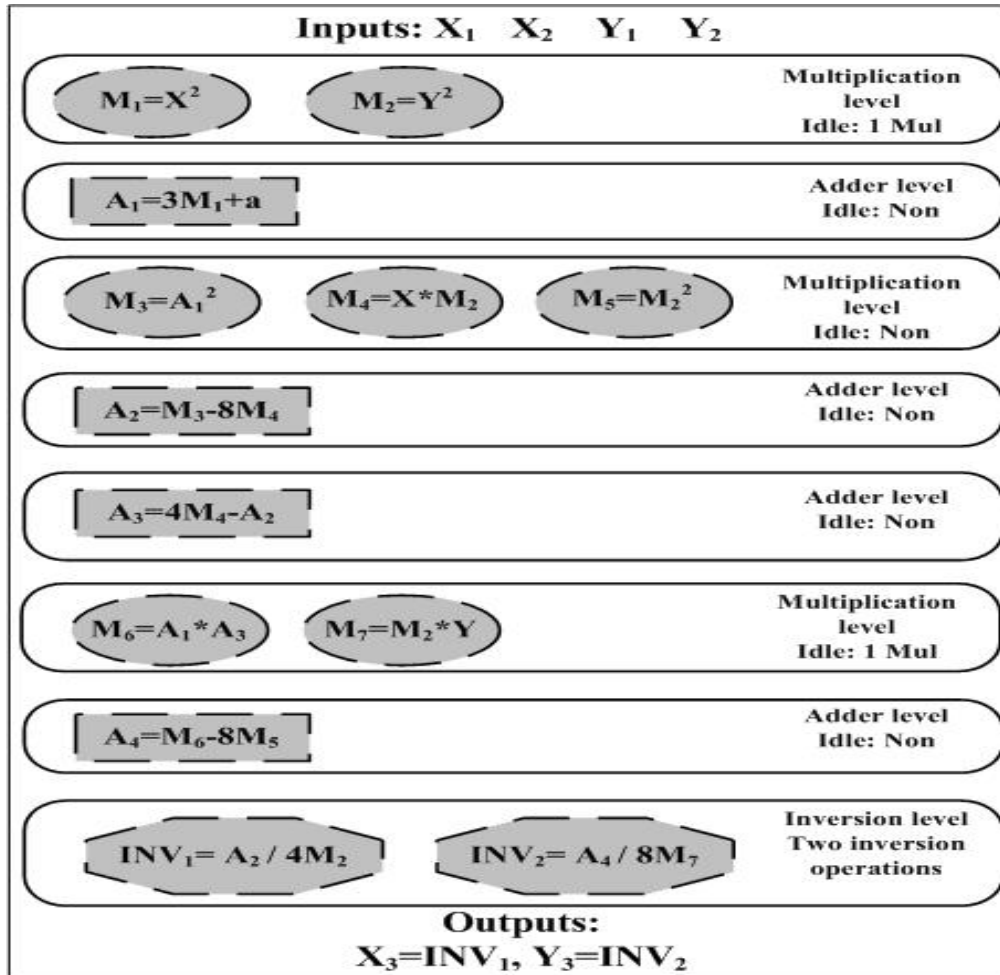 Inputs: X₁ X₂ Y₁ Y₂
M₁=X² M₂=Y² Multiplication
level
Idle: 1 Mul
A₁=3M₁+a Adder level
Idle: Non
M₃=A₁² M₄=X*M₂ M₅=M₂² Multiplication
level
Idle: Non
A₂=M₃-8M₄ Adder level
Idle: Non
A₃=4M₄-A₂ Adder level
Idle: Non
M₆=A₁*A₃ M₇=M₂*Y Multiplication
level
Idle: 1 Mul
A₄=M₆-8M₅ Adder level
Idle: Non
INV₁= A₂ / 4M₂ INV₂= A₄ / 8M₇ Inversion level
Two inversion
operations
Outputs:
X₃=INV₁, Y₃=INV₂